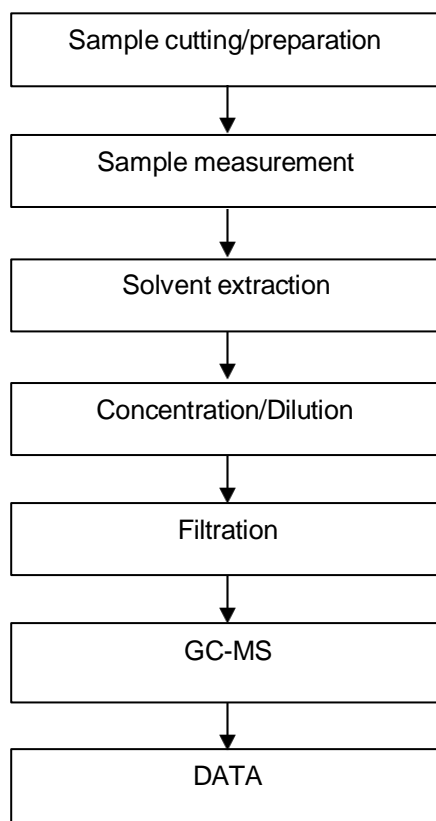 Sample cutting/preparation
Sample measurement
Solvent extraction
Concentration/Dilution
Filtration
GC-MS
DATA